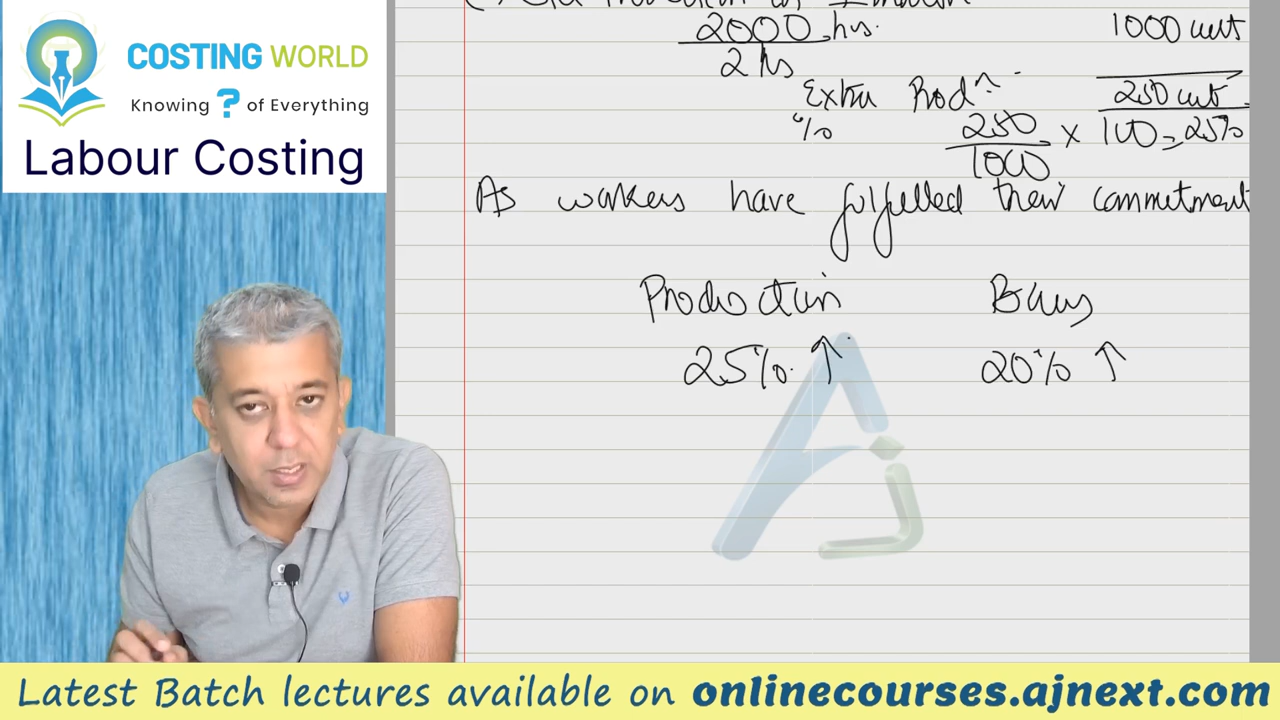 COSTING WORLD
Knowing ? of Everything
Labour Costing
2000 hrs. 1000 unit
2 hs
Extra Prodn. 250 unit
% 250 × 100 = 25%
1000
As workers have fulfilled their commitment
Production Bonus
25% ↑ 20% ↑
Latest Batch lectures available on onlinecourses.ajnext.com